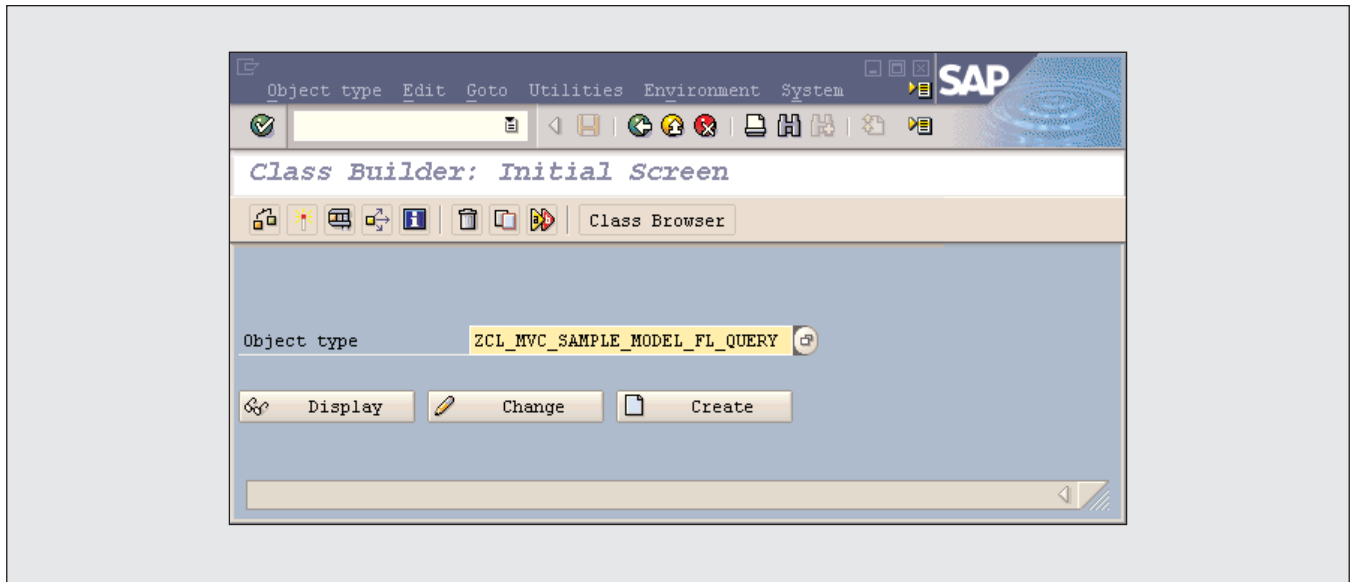 Object type Edit Goto Utilities Environment System
SAP
Class Builder: Initial Screen
Class Browser
Object type ZCL_MVC_SAMPLE_MODEL_FL_QUERY
Display Change Create